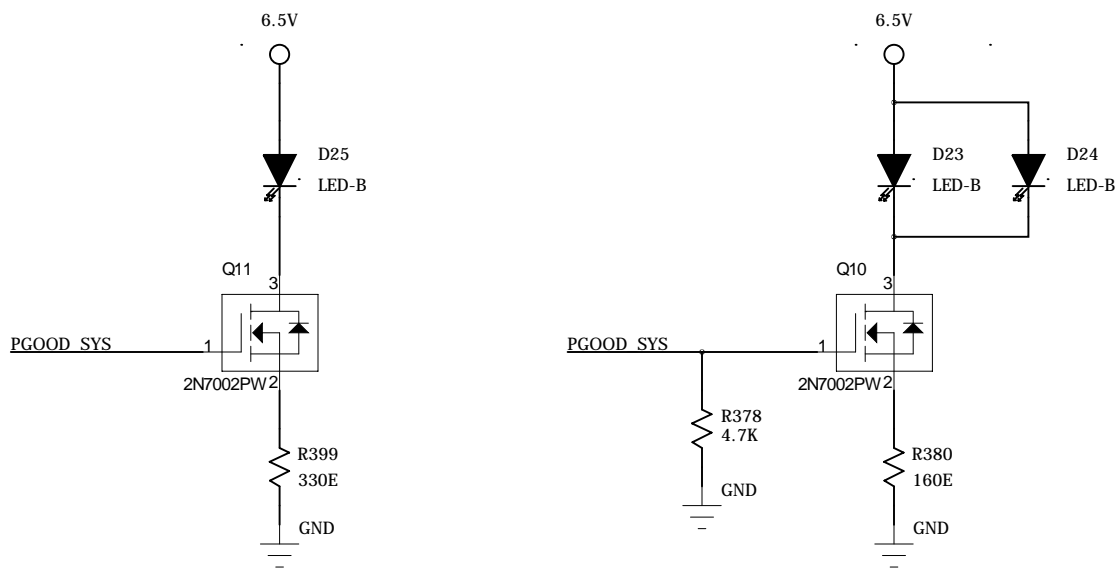 6.5V
D25
LED-B
Q11
3
PGOOD_SYS
1
2N7002PW
2
R399
330E
GND
6.5V
D23
LED-B
D24
LED-B
Q10
3
PGOOD_SYS
1
2N7002PW
2
R378
4.7K
GND
R380
160E
GND